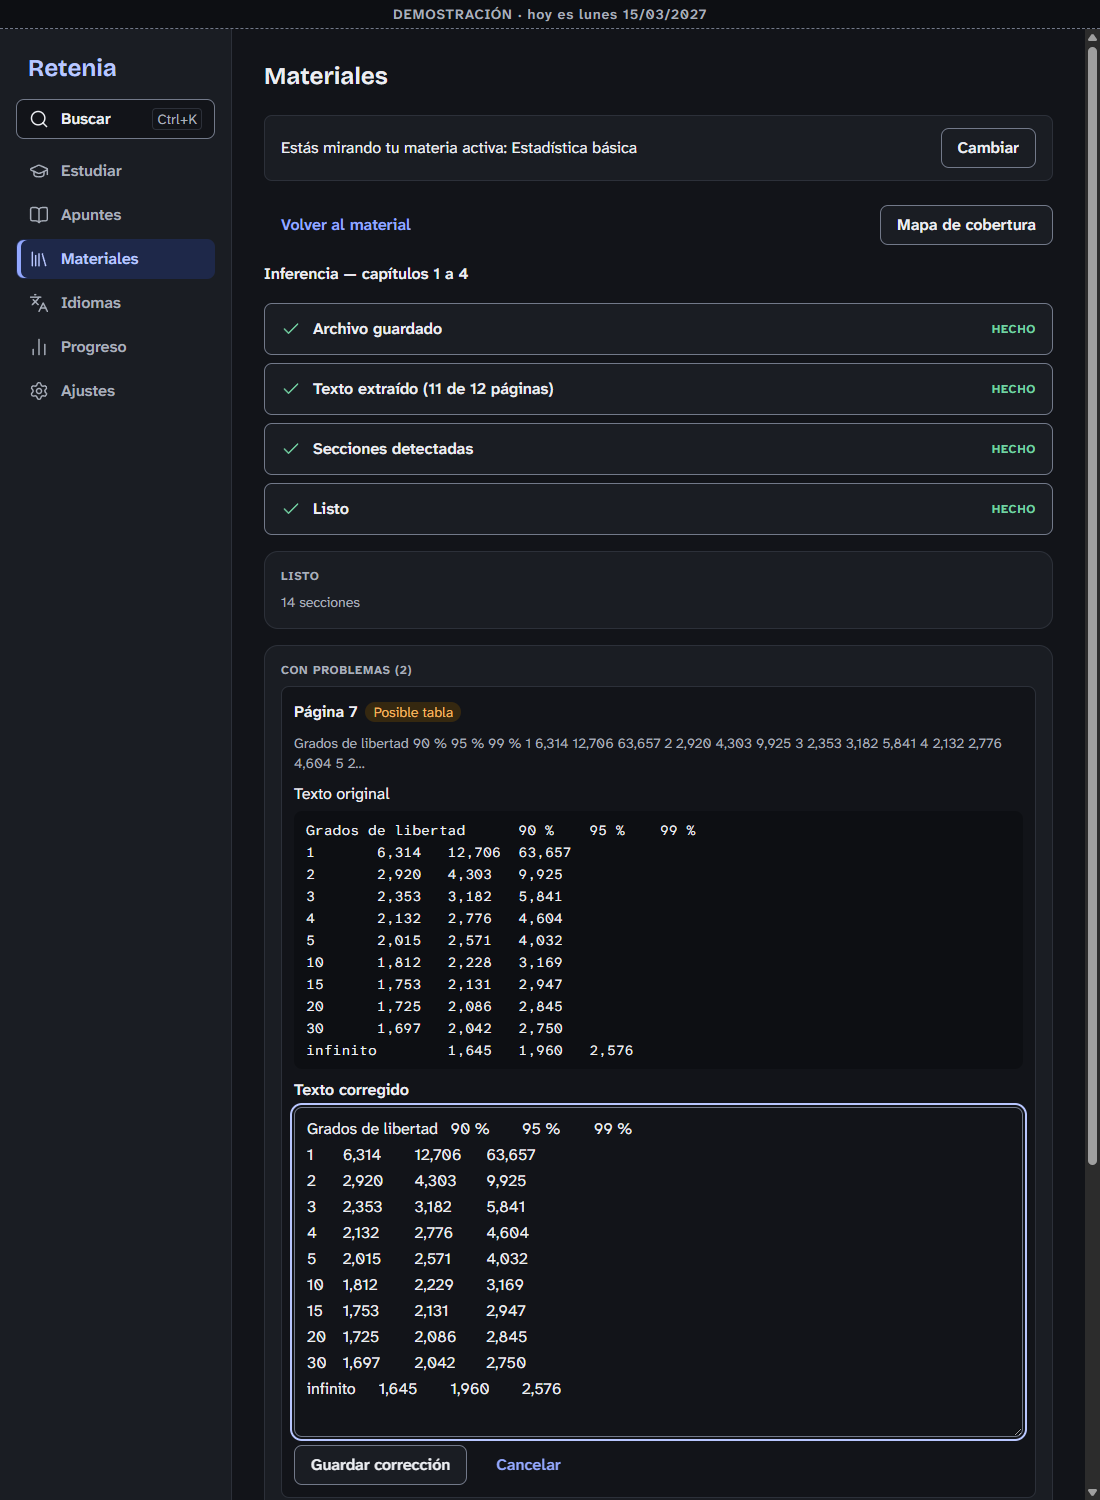 DEMOSTRACIÓN · hoy es lunes 15/03/2027
Retenia
Buscar Ctrl+K
Estudiar
Apuntes
Materiales
Idiomas
Progreso
Ajustes
Materiales
Estás mirando tu materia activa: Estadística básica
Cambiar
Volver al material
Mapa de cobertura
Inferencia — capítulos 1 a 4
Archivo guardado HECHO
Texto extraído (11 de 12 páginas) HECHO
Secciones detectadas HECHO
Listo HECHO
LISTO
14 secciones
CON PROBLEMAS (2)
Página 7 Posible tabla
Grados de libertad 90 % 95 % 99 % 1 6,314 12,706 63,657 2 2,920 4,303 9,925 3 2,353 3,182 5,841 4 2,132 2,776
4,604 5 2...
Texto original
Grados de libertad 90 % 95 % 99 %
1 6,314 12,706 63,657
2 2,920 4,303 9,925
3 2,353 3,182 5,841
4 2,132 2,776 4,604
5 2,015 2,571 4,032
10 1,812 2,228 3,169
15 1,753 2,131 2,947
20 1,725 2,086 2,845
30 1,697 2,042 2,750
infinito 1,645 1,960 2,576
Texto corregido
Grados de libertad 90 % 95 % 99 %
1 6,314 12,706 63,657
2 2,920 4,303 9,925
3 2,353 3,182 5,841
4 2,132 2,776 4,604
5 2,015 2,571 4,032
10 1,812 2,229 3,169
15 1,753 2,131 2,947
20 1,725 2,086 2,845
30 1,697 2,042 2,750
infinito 1,645 1,960 2,576
Guardar corrección
Cancelar